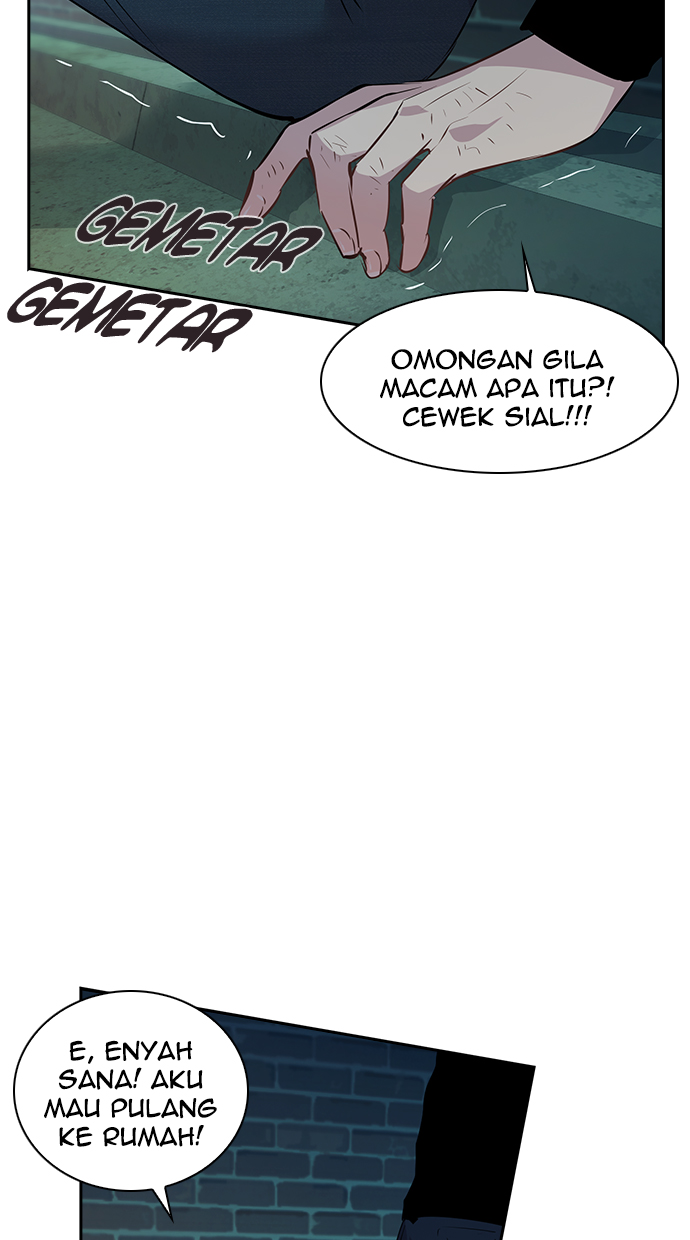 GEMETAR
GEMETAR
OMONGAN GILA
MACAM APA ITU?!
CEWEK SIAL!!!
E, ENYAH
SANA! AKU
MAU PULANG
KE RUMAH!